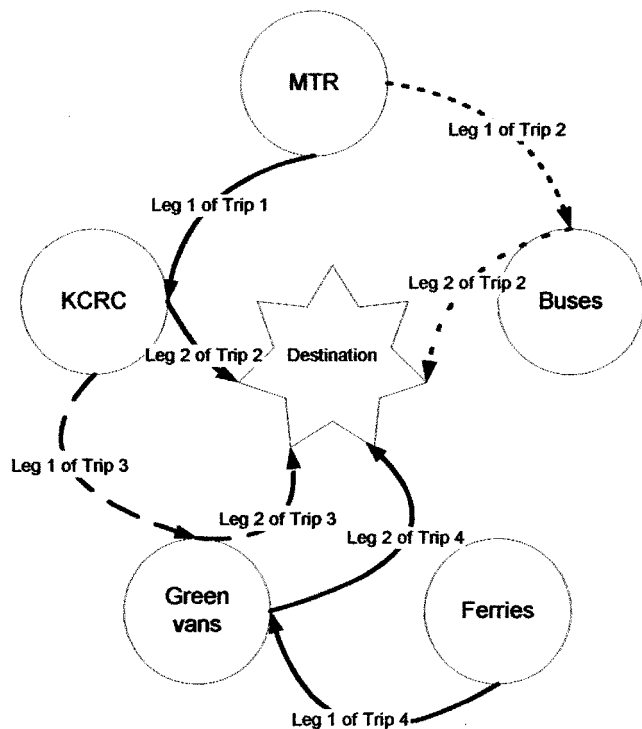 MTR
Leg 1 of Trip 2
Leg 1 of Trip 1
KCRC
Leg 2 of Trip 2
Buses
Leg 2 of Trip 2
Destination
Leg 1 of Trip 3
Leg 2 of Trip 3
Leg 2 of Trip 4
Green
vans
Ferries
Leg 1 of Trip 4